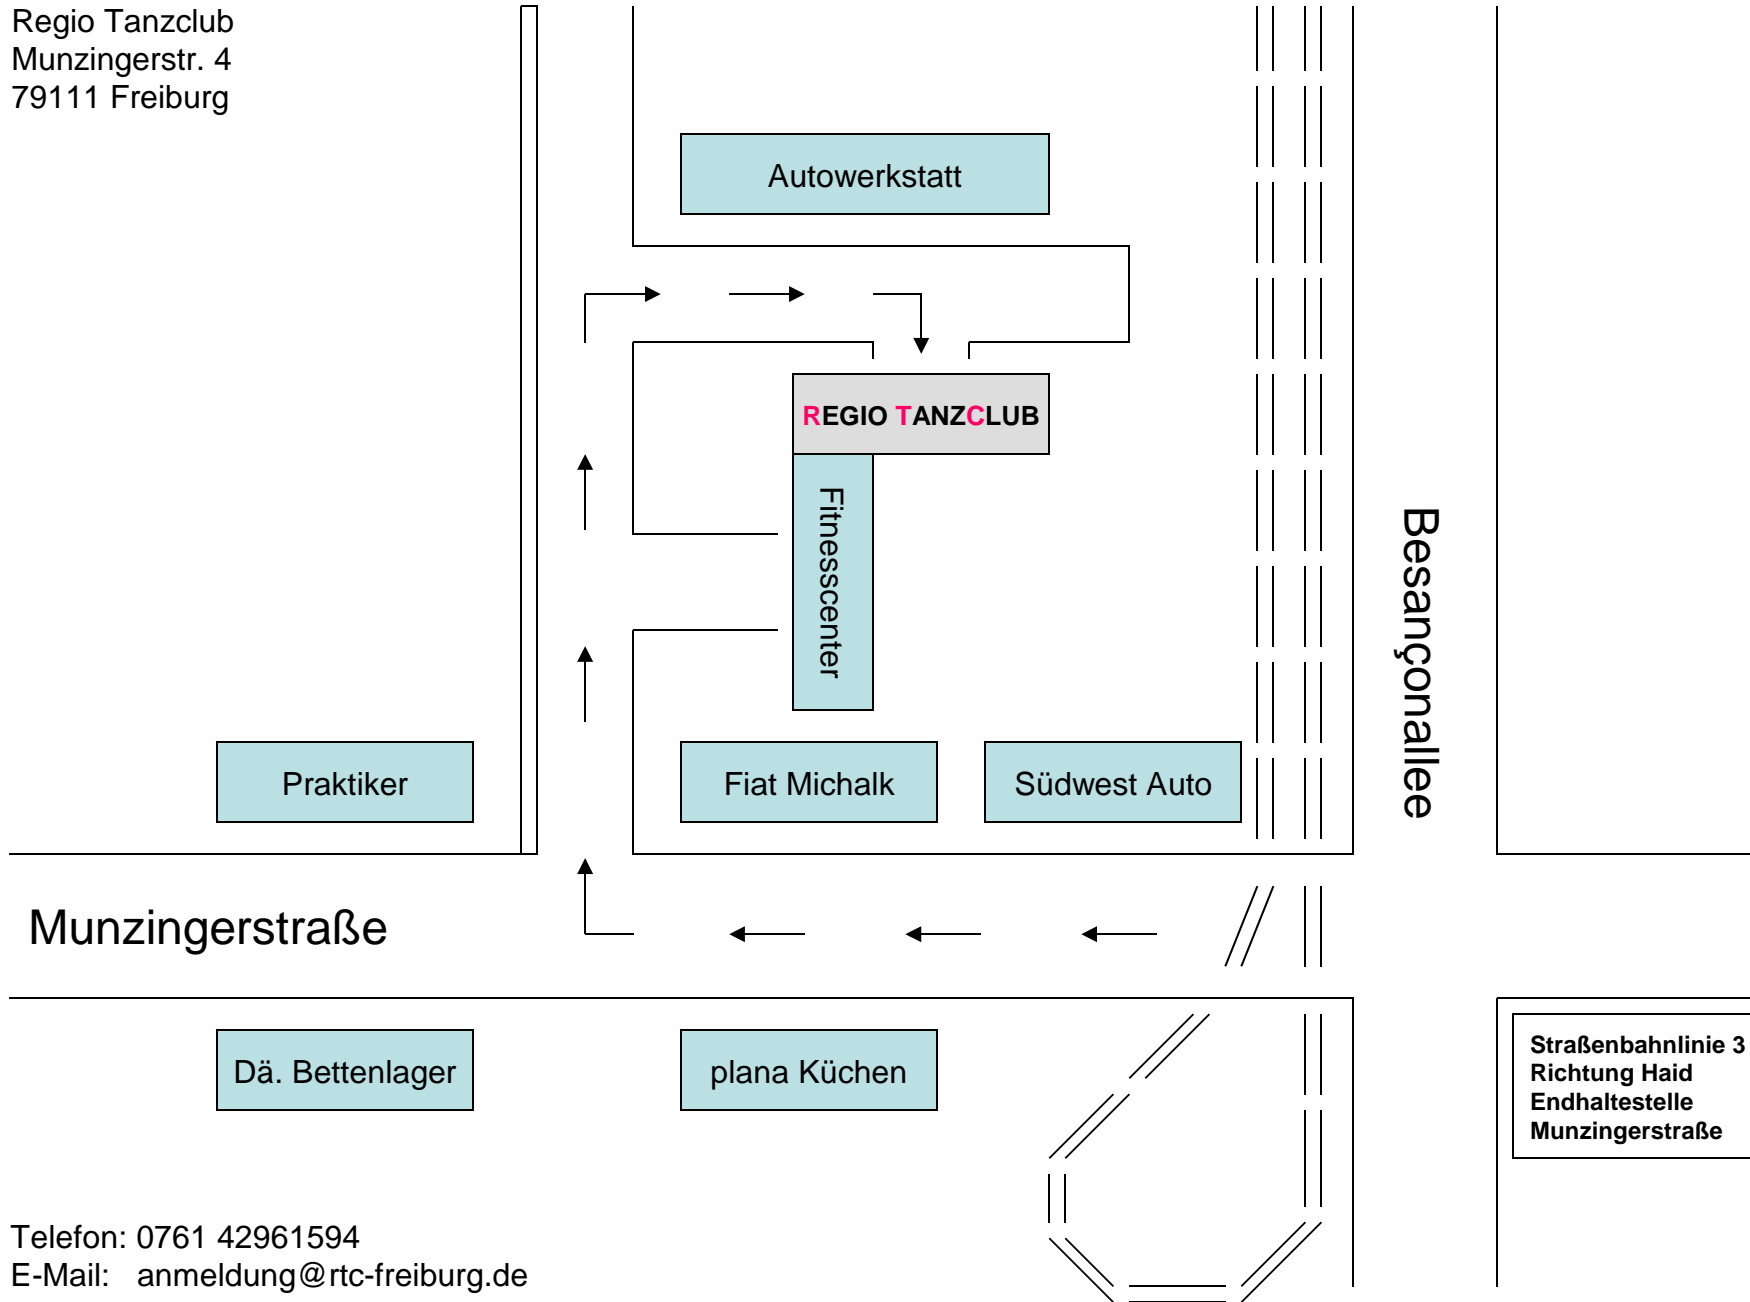 Regio Tanzclub
Munzingerstr. 4
79111 Freiburg
Autowerkstatt
REGIO TANZCLUB
Fitnesscenter
Besançonallee
Praktiker
Fiat Michalk
Südwest Auto
Munzingerstraße
Dä. Bettenlager
plana Küchen
Straßenbahnlinie 3
Richtung Haid
Endhaltestelle
Munzingerstraße
Telefon: 0761 42961594
E-Mail: anmeldung@rtc-freiburg.de